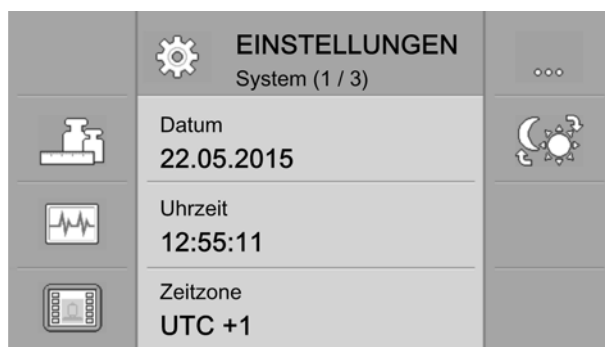 EINSTELLUNGEN
System (1 / 3)
Datum
22.05.2015
Uhrzeit
12:55:11
Zeitzone
UTC +1